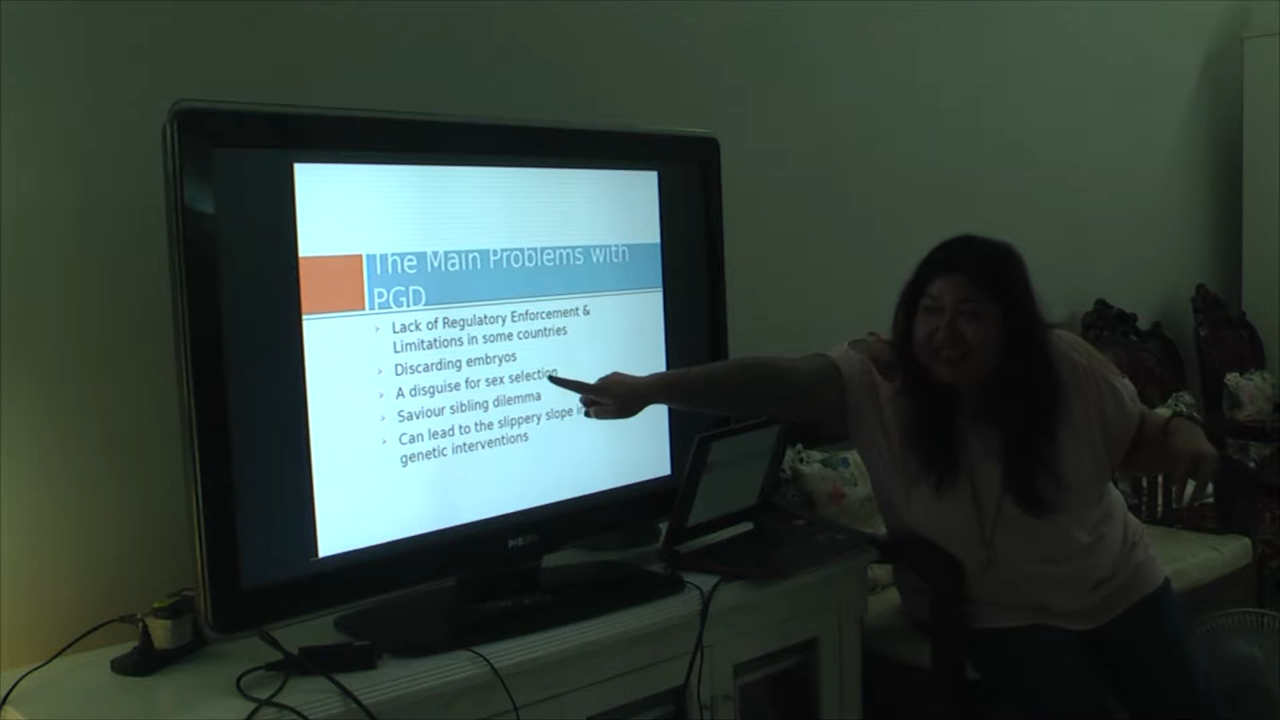 The Main Problems with
PGD
Lack of Regulatory Enforcement &
Limitations in some countries
Discarding embryos
A disguise for sex selection
Saviour sibling dilemma
Can lead to the slippery slope in
genetic interventions
PHILIPS